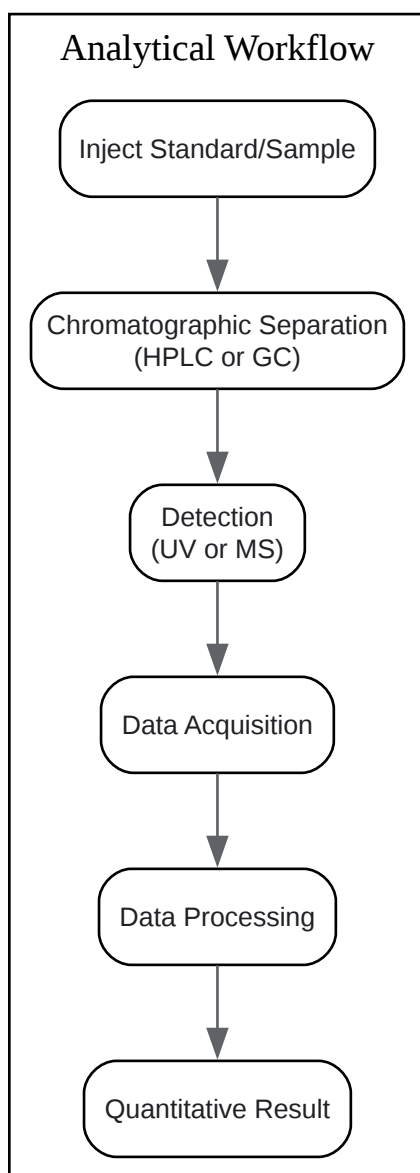 Analytical Workflow
Inject Standard/Sample
Chromatographic Separation
(HPLC or GC)
Detection
(UV or MS)
Data Acquisition
Data Processing
Quantitative Result